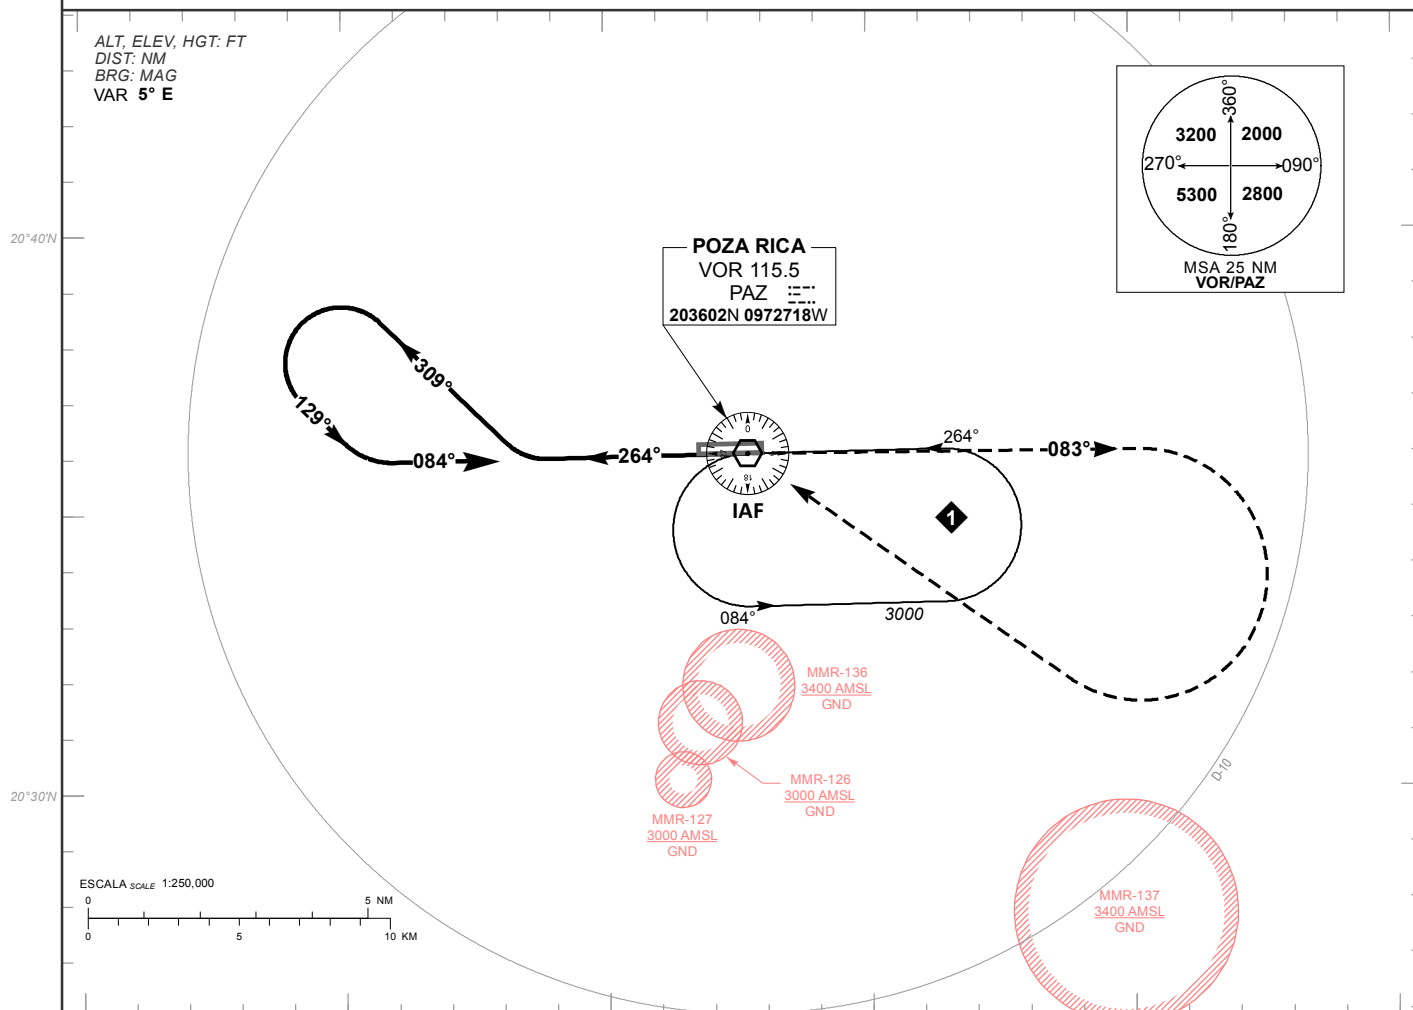 ALT, ELEV, HGT: FT
DIST: NM
BRG: MAG
VAR 5° E
360°
3200 2000
270° 090°
5300 2800
180°
MSA 25 NM
VOR/PAZ
20°40'N
POZA RICA
VOR 115.5
PAZ
203602N 0972718W
309°
129°
084°
264°
0
18
IAF
264°
083°
1
084°
3000
MMR-136
3400 AMSL
GND
MMR-126
3000 AMSL
GND
MMR-127
3000 AMSL
GND
D-10
20°30'N
MMR-137
3400 AMSL
GND
ESCALA SCALE 1:250,000
0 5 NM
0 5 10 KM